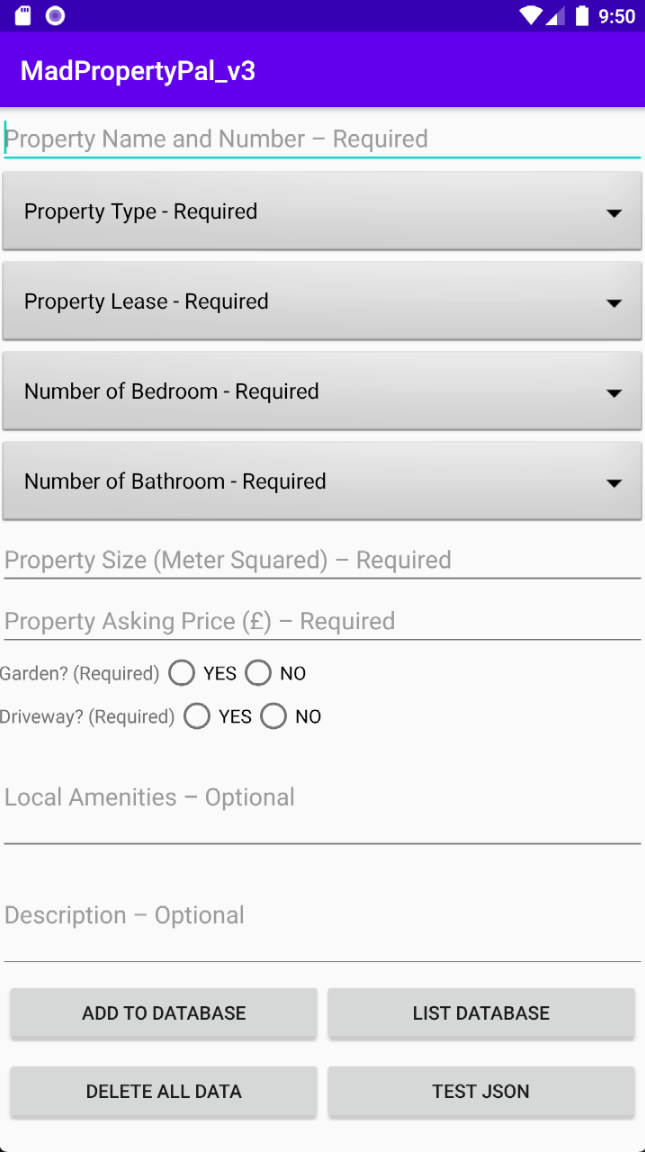 9:50
MadPropertyPal_v3
Property Name and Number – Required
Property Type - Required
Property Lease - Required
Number of Bedroom - Required
Number of Bathroom - Required
Property Size (Meter Squared) – Required
Property Asking Price (£) – Required
Garden? (Required) YES NO
Driveway? (Required) YES NO
Local Amenities – Optional
Description – Optional
ADD TO DATABASE LIST DATABASE
DELETE ALL DATA TEST JSON